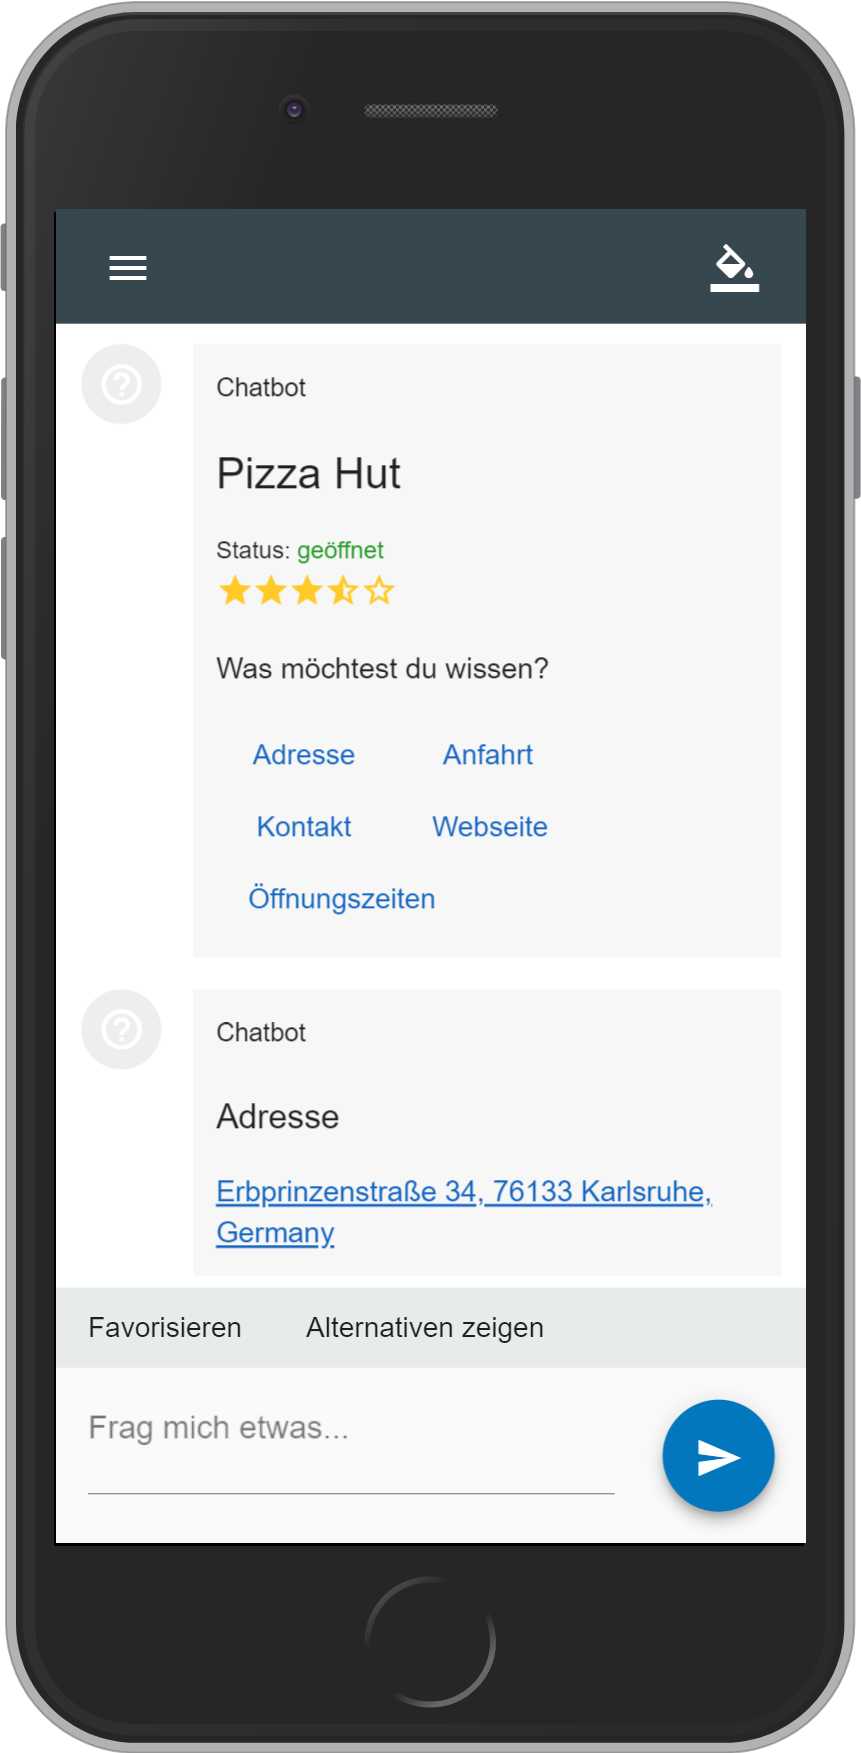 Chatbot
Pizza Hut
Status: geöffnet
Was möchtest du wissen?
Adresse Anfahrt
Kontakt Webseite
Öffnungszeiten
Chatbot
Adresse
Erbprinzenstraße 34, 76133 Karlsruhe,
Germany
Favorisieren Alternativen zeigen
Frag mich etwas...